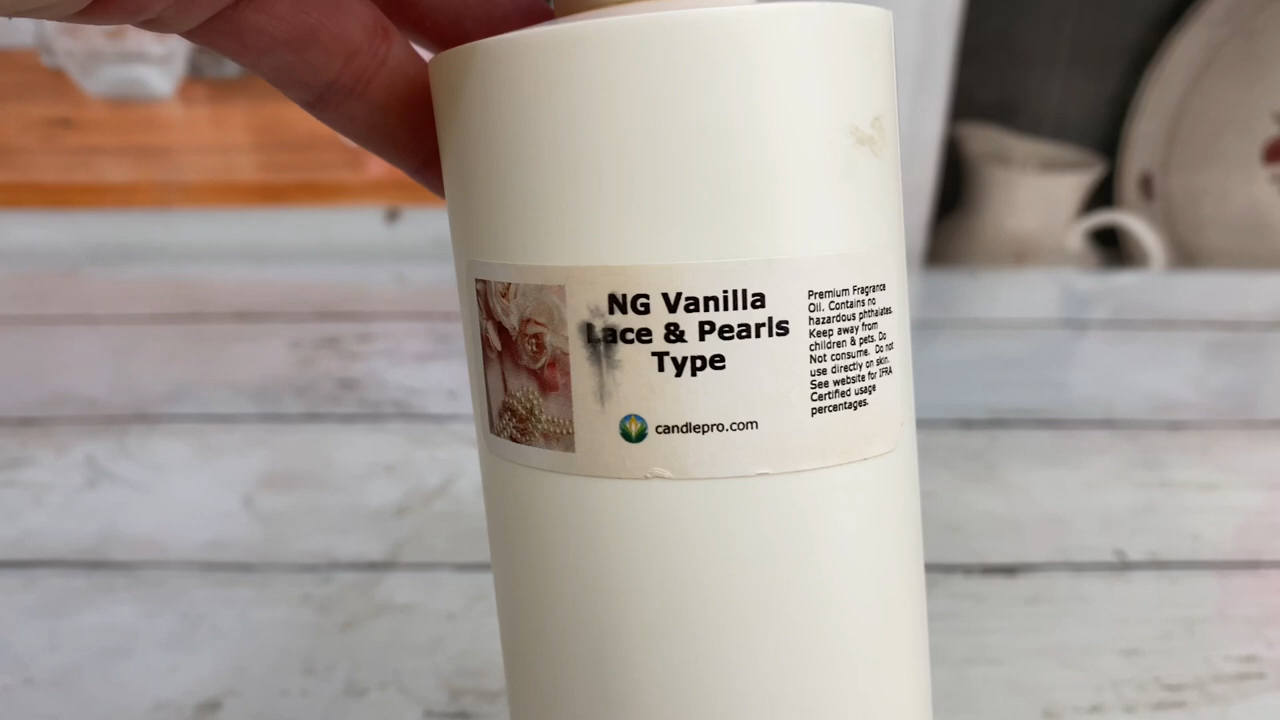 NG Vanilla
Lace & Pearls
Type
candlepro.com
Premium Fragrance
Oil. Contains no
hazardous phthalates.
Keep away from
children & pets. Do
Not consume. Do not
use directly on skin.
See website for IFRA
Certified usage
percentages.